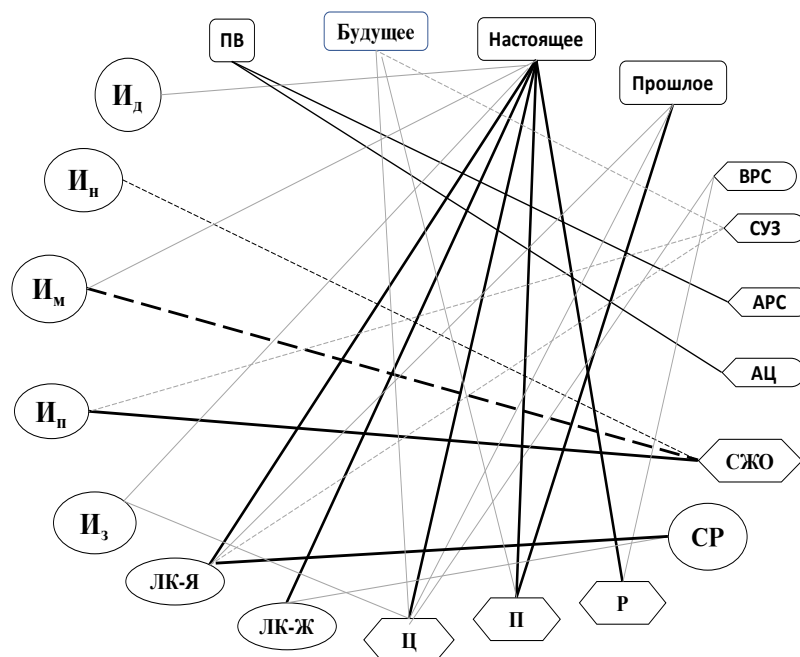 ПВ
Будущее
Настоящее
Прошлое
Ид
Ин
Им
Ип
Из
ВРС
СУЗ
АРС
АЦ
СЖО
СР
ЛК-Я
ЛК-Ж
Ц
П
Р